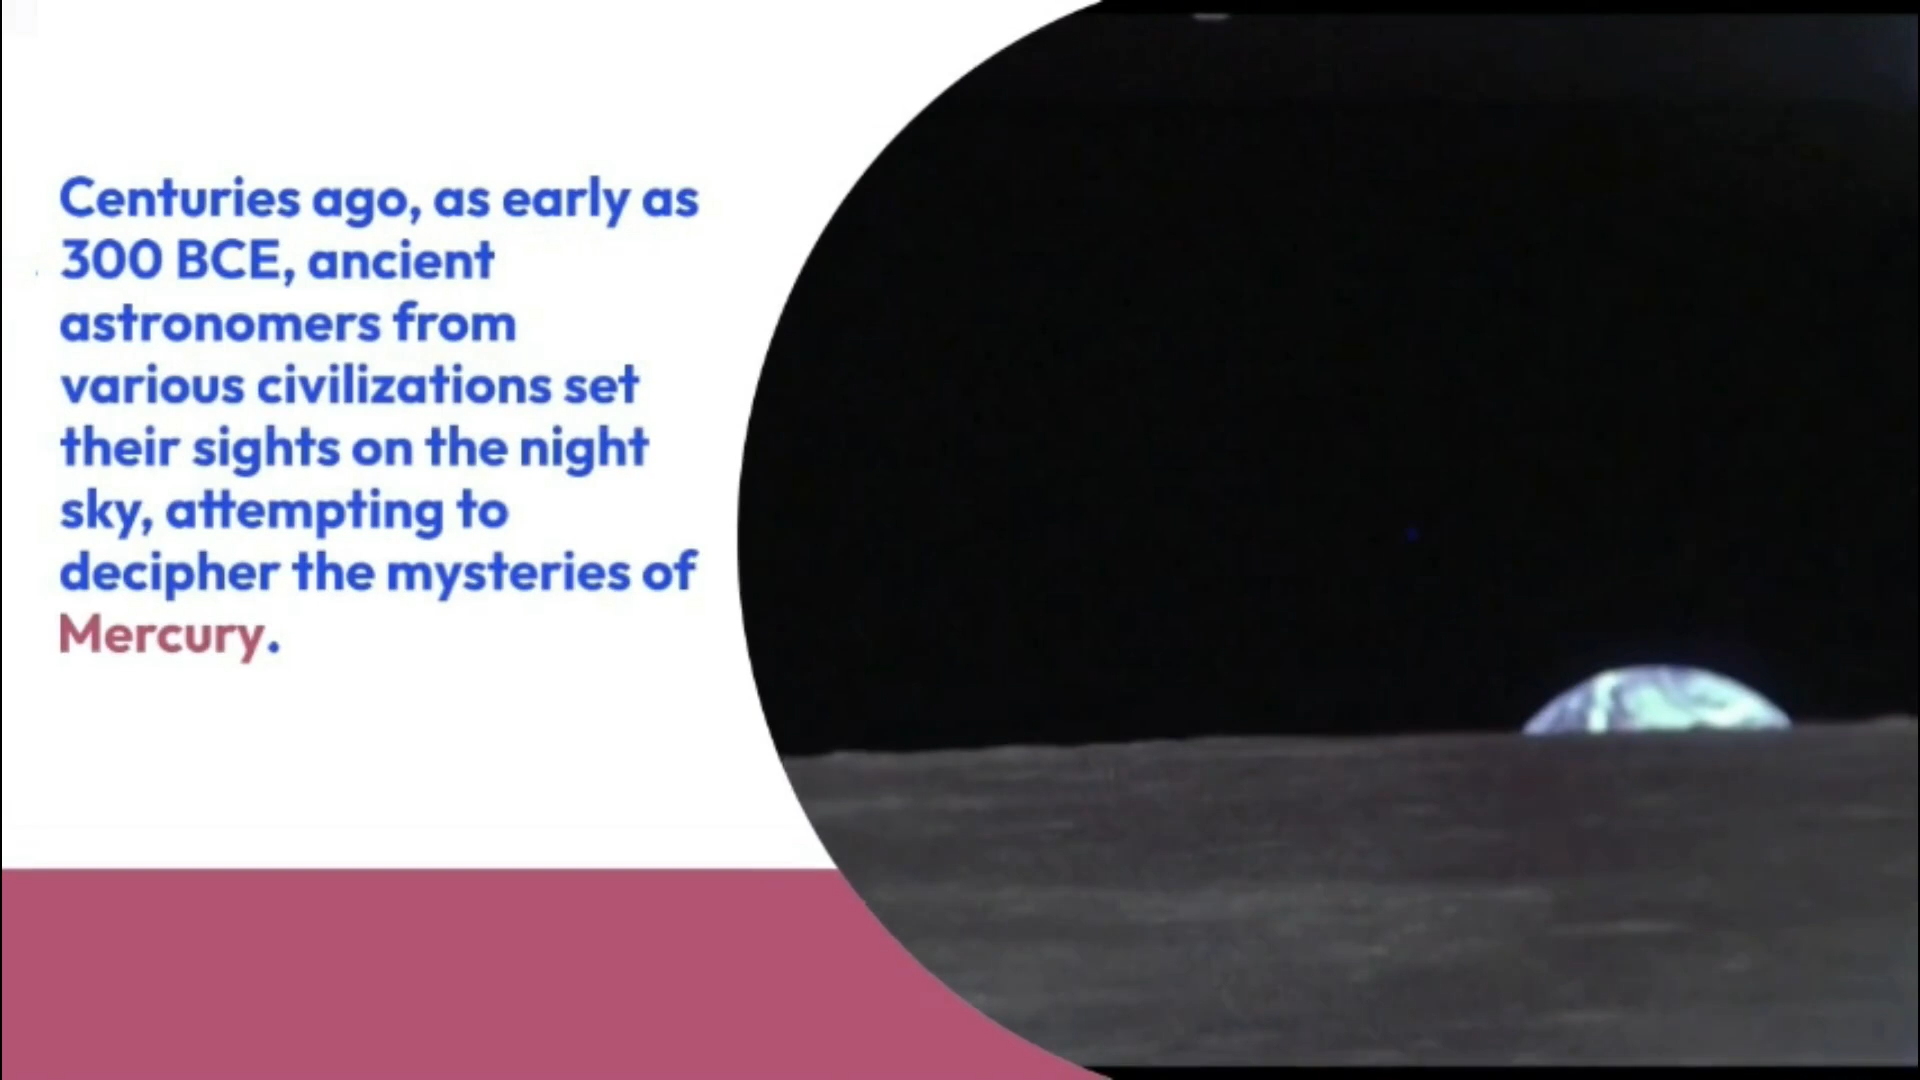 Centuries ago, as early as
300 BCE, ancient
astronomers from
various civilizations set
their sights on the night
sky, attempting to
decipher the mysteries of
Mercury.